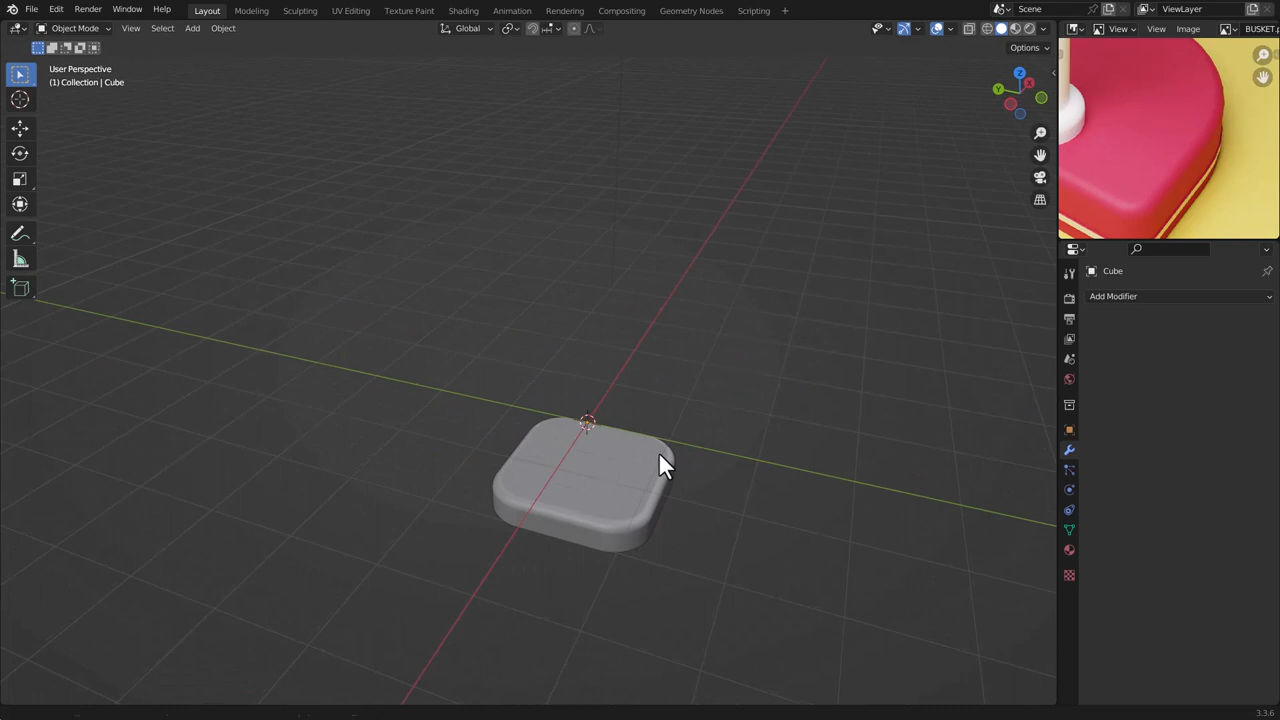 File Edit Render Window Help Layout Modeling Sculpting UV Editing Texture Paint Shading Animation Rendering Compositing Geometry Nodes Scripting + Scene ViewLayer
Object Mode View Select Add Object Global View View Image BUSKET.p
Options
User Perspective
(1) Collection | Cube
Z
X
Y
Cube
Add Modifier
3.3.6